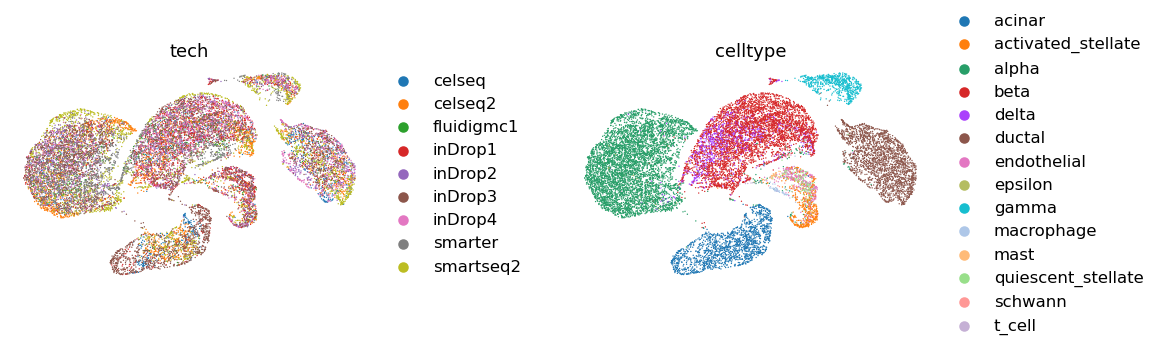 tech
celseq
celseq2
fluidigmc1
inDrop1
inDrop2
inDrop3
inDrop4
smarter
smartseq2
celltype
acinar
activated_stellate
alpha
beta
delta
ductal
endothelial
epsilon
gamma
macrophage
mast
quiescent_stellate
schwann
t_cell